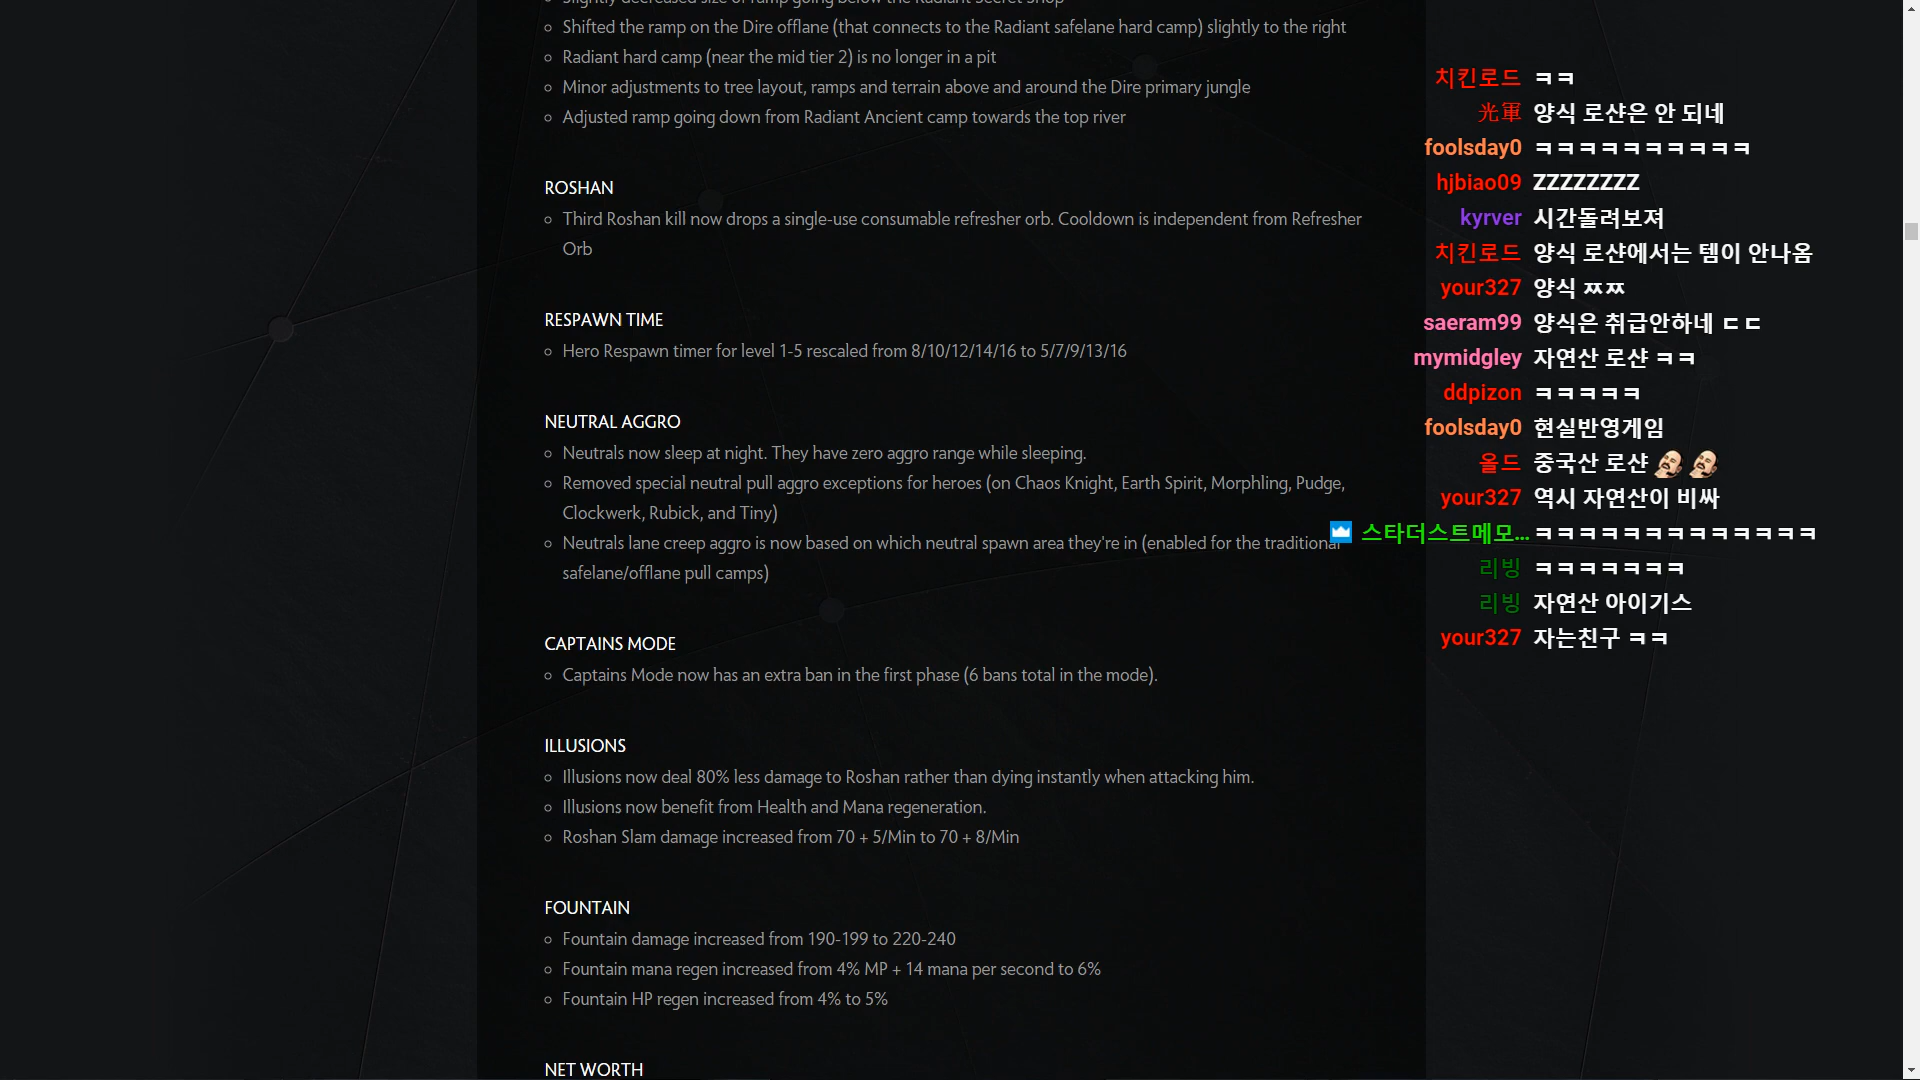 Slightly decreased size of ramp going below the Radiant Secret Shop
Shifted the ramp on the Dire offlane (that connects to the Radiant safelane hard camp) slightly to the right
Radiant hard camp (near the mid tier 2) is no longer in a pit
Minor adjustments to tree layout, ramps and terrain above and around the Dire primary jungle
Adjusted ramp going down from Radiant Ancient camp towards the top river
ROSHAN
Third Roshan kill now drops a single-use consumable refresher orb. Cooldown is independent from Refresher
Orb
RESPAWN TIME
Hero Respawn timer for level 1-5 rescaled from 8/10/12/14/16 to 5/7/9/13/16
NEUTRAL AGGRO
Neutrals now sleep at night. They have zero aggro range while sleeping.
Removed special neutral pull aggro exceptions for heroes (on Chaos Knight, Earth Spirit, Morphling, Pudge,
Clockwerk, Rubick, and Tiny)
Neutrals lane creep aggro is now based on which neutral spawn area they're in (enabled for the traditional
safelane/offlane pull camps)
CAPTAINS MODE
Captains Mode now has an extra ban in the first phase (6 bans total in the mode).
ILLUSIONS
Illusions now deal 80% less damage to Roshan rather than dying instantly when attacking him.
Illusions now benefit from Health and Mana regeneration.
Roshan Slam damage increased from 70 + 5/Min to 70 + 8/Min
FOUNTAIN
Fountain damage increased from 190-199 to 220-240
Fountain mana regen increased from 4% MP + 14 mana per second to 6%
Fountain HP regen increased from 4% to 5%
NET WORTH
치킨로드 ㅋㅋ
光軍 양식 로샨은 안 되네
foolsday0 ㅋㅋㅋㅋㅋㅋㅋㅋㅋㅋ
hjbiao09 ZZZZZZZZ
kyrver 시간돌려보져
치킨로드 양식 로샨에서는 템이 안나옴
your327 양식 ㅉㅉ
saeram99 양식은 취급안하네 ㄷㄷ
mymidgley 자연산 로샨 ㅋㅋ
ddpizon ㅋㅋㅋㅋㅋ
foolsday0 현실반영게임
올드 중국산 로샨
your327 역시 자연산이 비싸
스타더스트메모... ㅋㅋㅋㅋㅋㅋㅋㅋㅋㅋㅋㅋㅋ
리빙 ㅋㅋㅋㅋㅋㅋㅋ
리빙 자연산 아이기스
your327 자는친구 ㅋㅋ